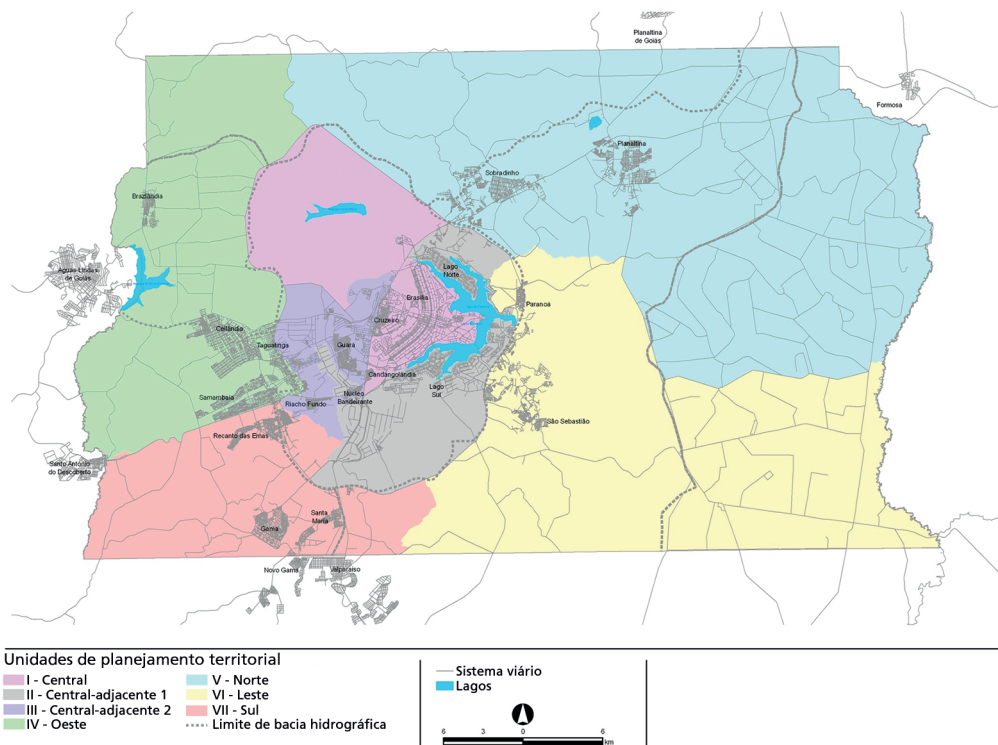 Planaltina
de Goiás
Formosa
Planaltina
Sobradinho
Brazlândia
Águas Lindas
de Goiás
Lago
Norte
Brasília
Paranoá
Cruzeiro
Ceilândia
Taguatinga
Guará
Candangolândia
Lago
Sul
Samambaia
Riacho Fundo
Núcleo
Bandeirante
São Sebastião
Recanto das Emas
Santo Antônio
do Descoberto
Santa
Maria
Gama
Novo Gama
Valparaíso
Unidades de planejamento territorial
I - Central
II - Central-adjacente 1
III - Central-adjacente 2
IV - Oeste
V - Norte
VI - Leste
VII - Sul
Limite de bacia hidrográfica
Sistema viário
Lagos
6 3 0 6
km